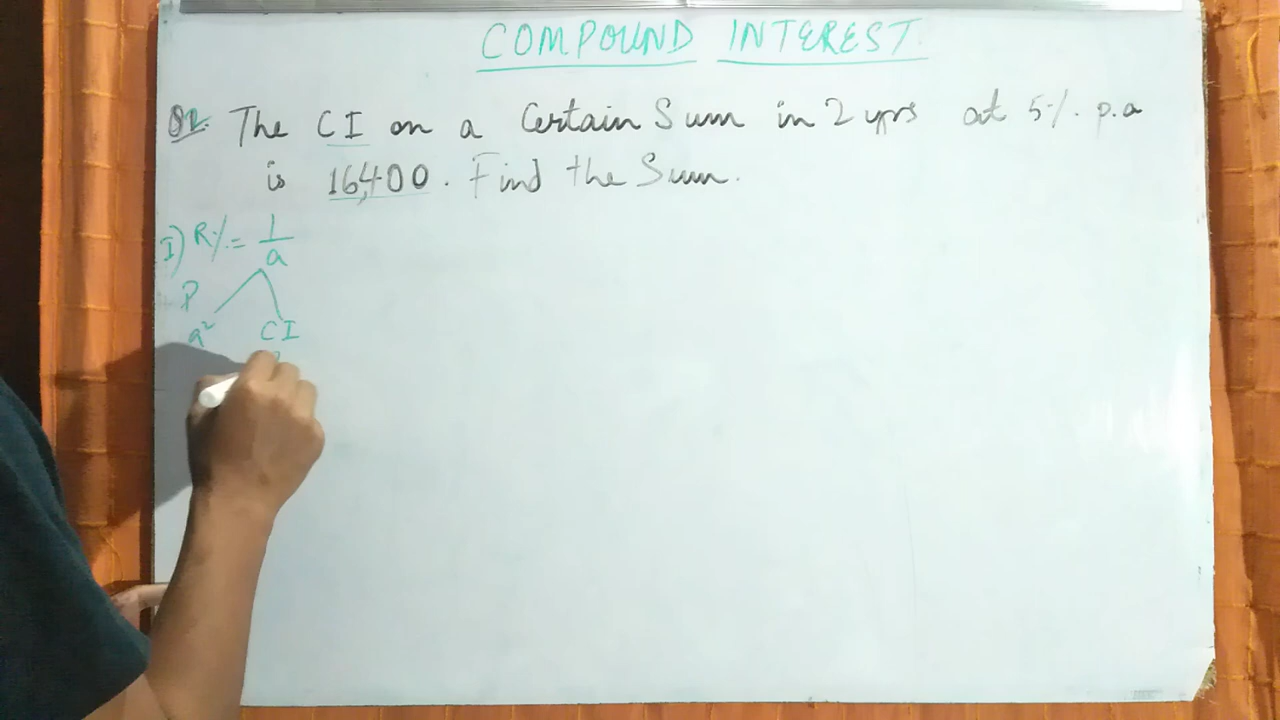 COMPOUND INTEREST
The CI on a Certain Sum in 2 yrs at 5%. p.a
is 16,400. Find the Sum.
I) R%= 1/a
P
a² CI